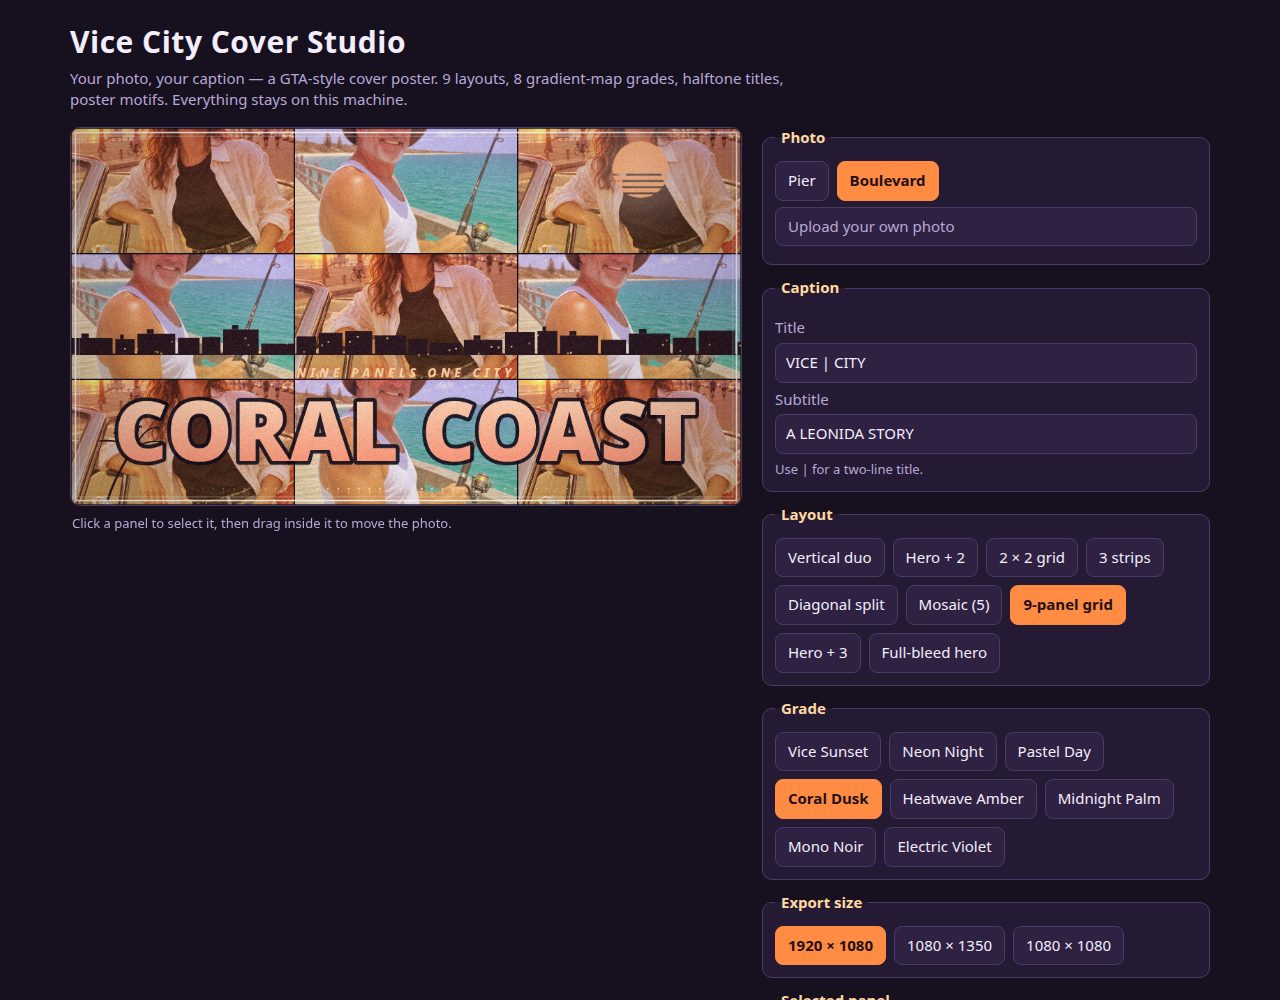 Vice City Cover Studio
Your photo, your caption — a GTA-style cover poster. 9 layouts, 8 gradient-map grades, halftone titles,
poster motifs. Everything stays on this machine.
NINE PANELS ONE CITY
CORAL COAST
Click a panel to select it, then drag inside it to move the photo.
Photo
Pier
Boulevard
Upload your own photo
Caption
Title
VICE | CITY
Subtitle
A LEONIDA STORY
Use | for a two-line title.
Layout
Vertical duo
Hero + 2
2 × 2 grid
3 strips
Diagonal split
Mosaic (5)
9-panel grid
Hero + 3
Full-bleed hero
Grade
Vice Sunset
Neon Night
Pastel Day
Coral Dusk
Heatwave Amber
Midnight Palm
Mono Noir
Electric Violet
Export size
1920 × 1080
1080 × 1350
1080 × 1080
Selected panel